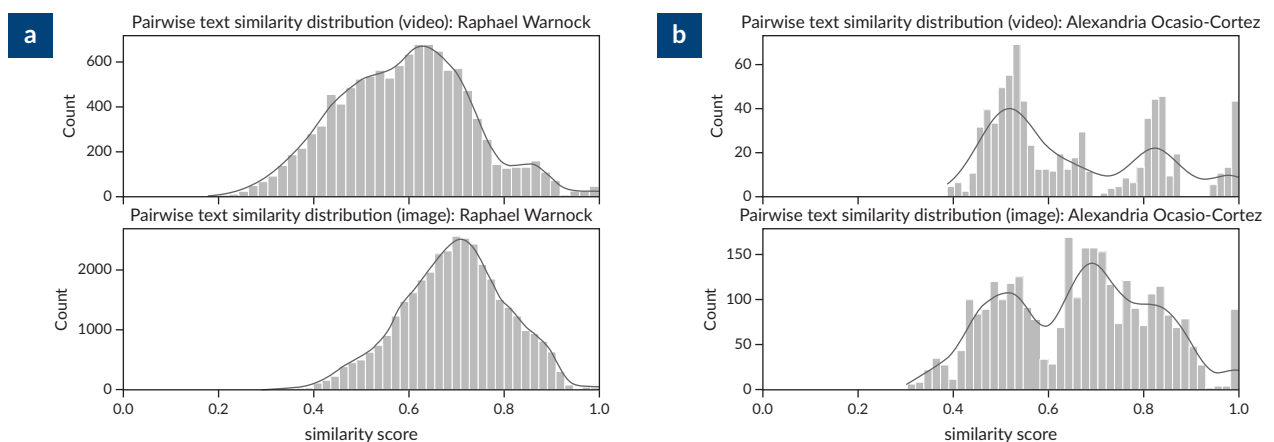 a
Pairwise text similarity distribution (video): Raphael Warnock
600
400
200
0
Count
Pairwise text similarity distribution (image): Raphael Warnock
2000
1000
0
Count
0.0 0.2 0.4 0.6 0.8 1.0
similarity score
b
Pairwise text similarity distribution (video): Alexandria Ocasio-Cortez
60
40
20
0
Count
Pairwise text similarity distribution (image): Alexandria Ocasio-Cortez
150
100
50
0
Count
0.0 0.2 0.4 0.6 0.8 1.0
similarity score